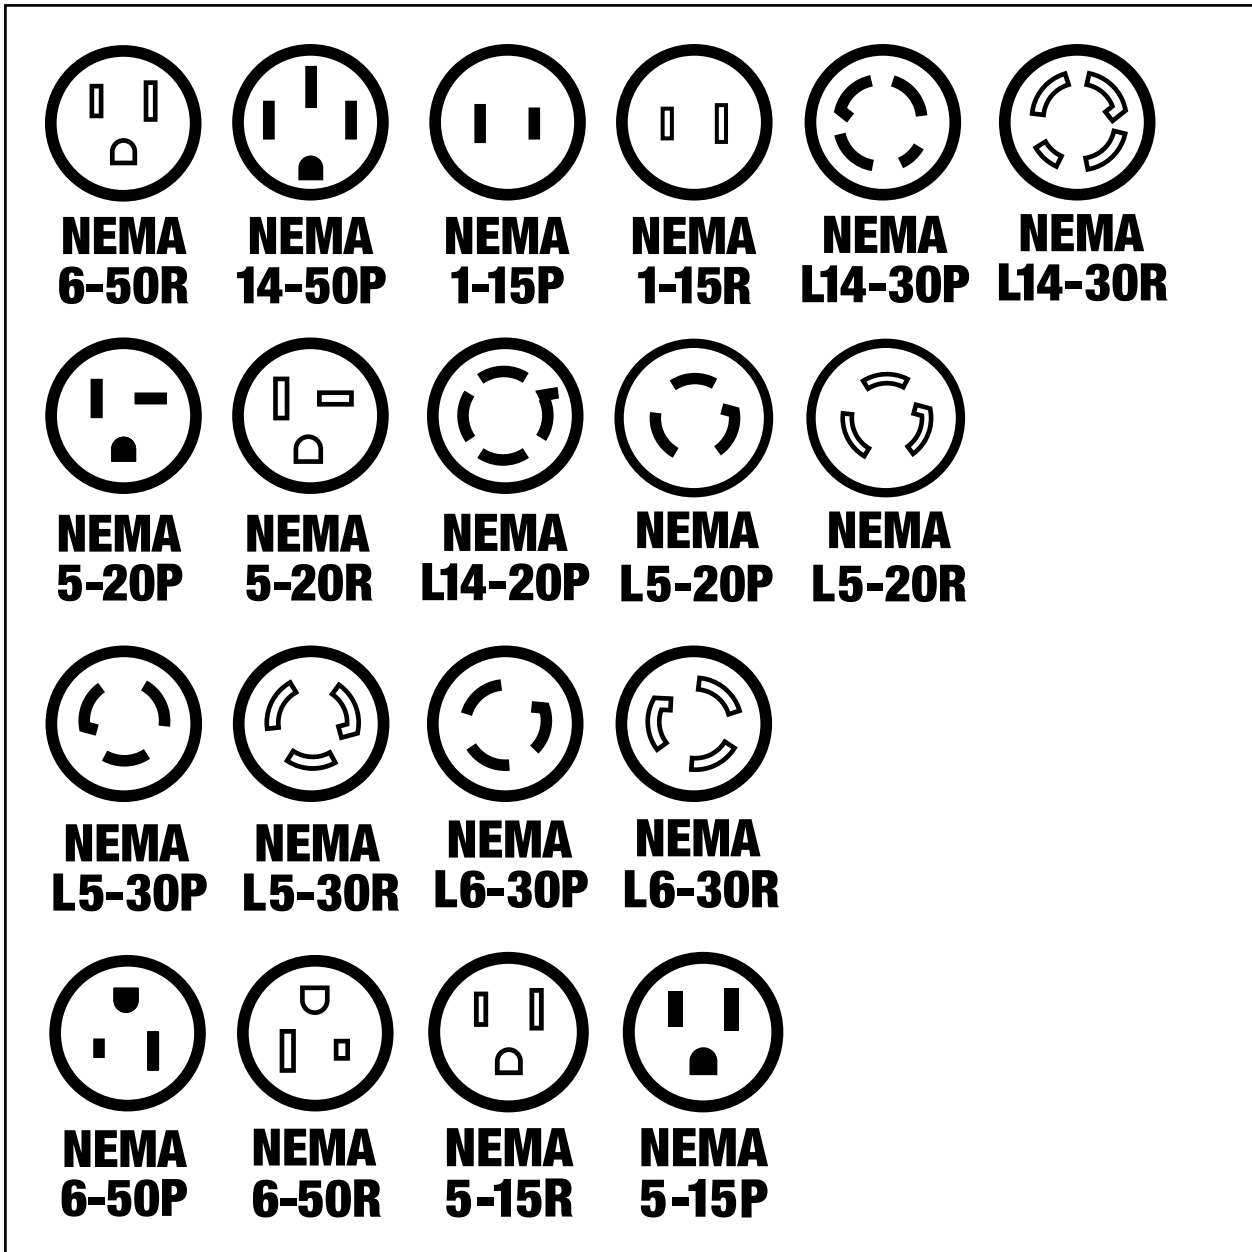 NEMA
6-50R
NEMA
14-50P
NEMA
1-15P
NEMA
1-15R
NEMA
L14-30P
NEMA
L14-30R
NEMA
5-20P
NEMA
5-20R
NEMA
L14-20P
NEMA
L5-20P
NEMA
L5-20R
NEMA
L5-30P
NEMA
L5-30R
NEMA
L6-30P
NEMA
L6-30R
NEMA
6-50P
NEMA
6-50R
NEMA
5-15R
NEMA
5-15P